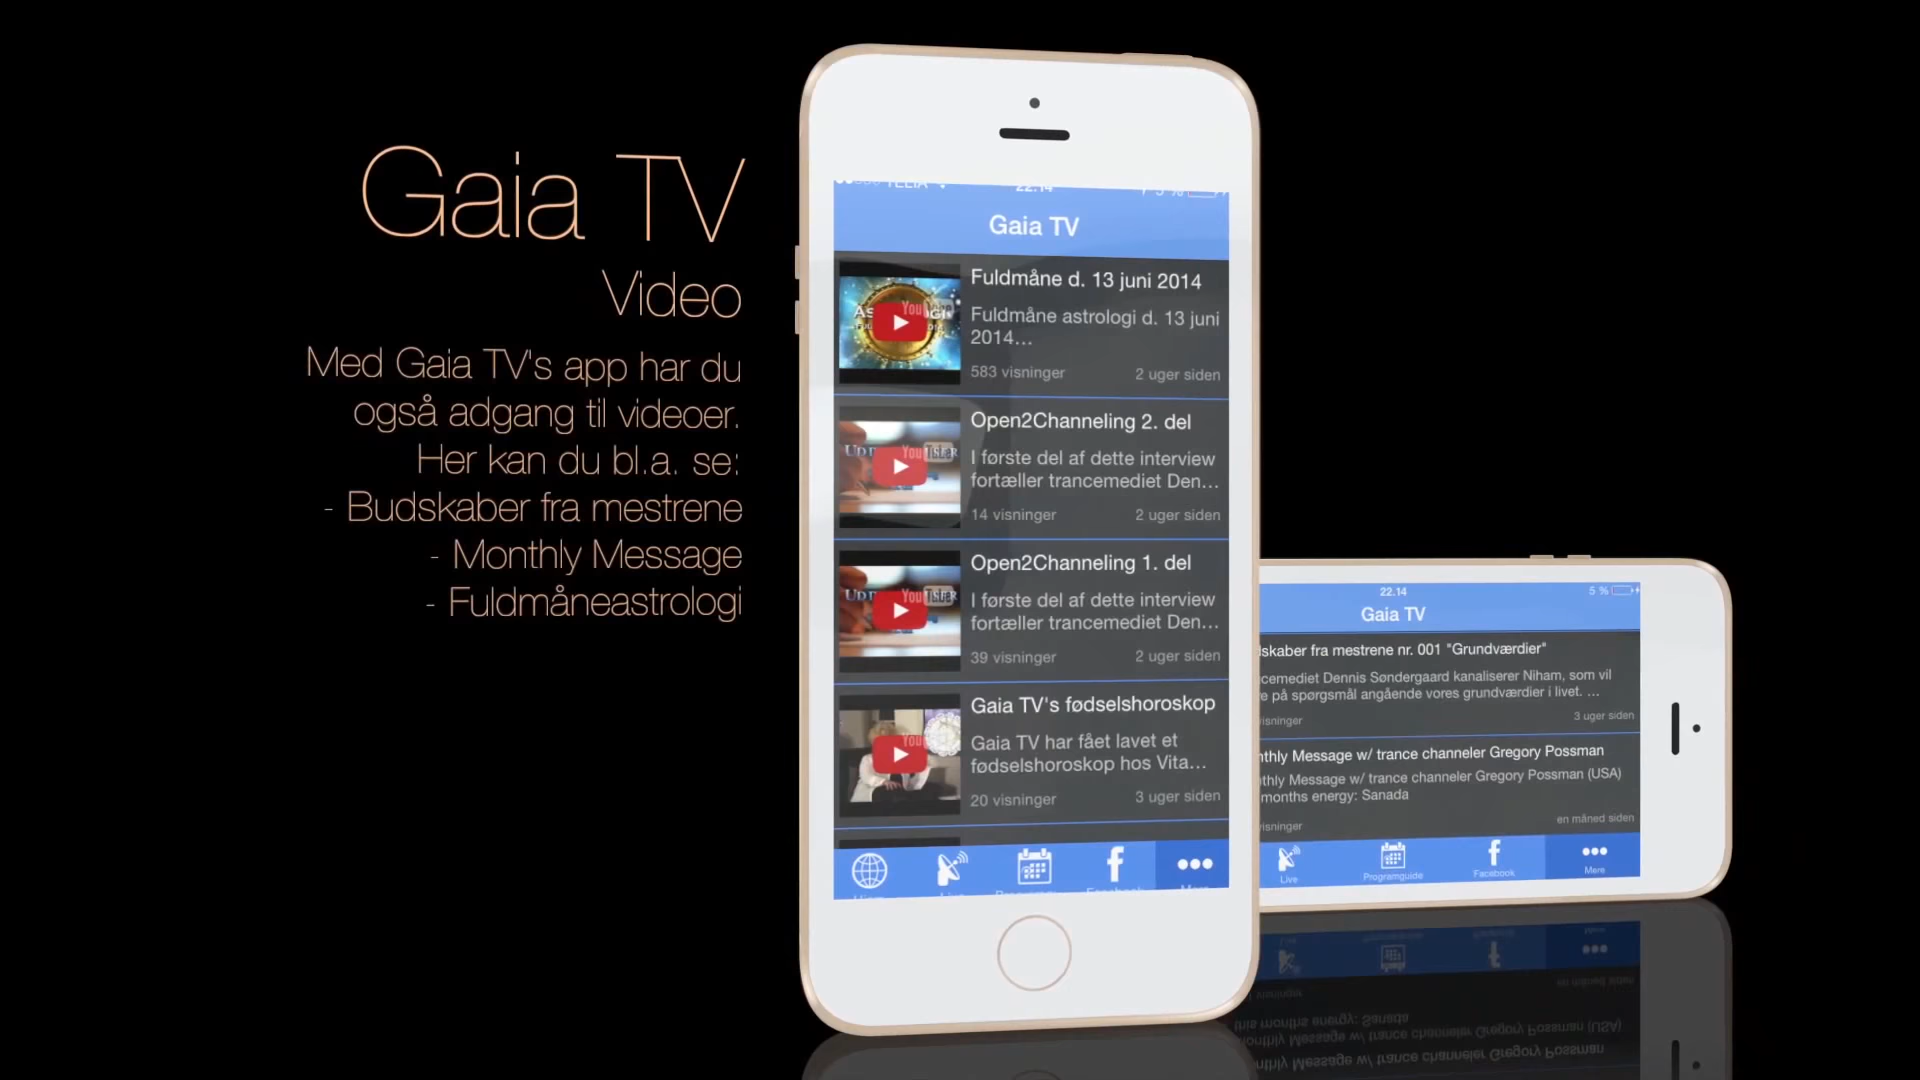 Gaia TV
Video
Med Gaia TV's app har du
også adgang til videoer.
Her kan du bl.a. se:
- Budskaber fra mestrene
- Monthly Message
- Fuldmåneastrologi
TELIA 22.14 5 %
Gaia TV
Fuldmåne d. 13 juni 2014
Fuldmåne astrologi d. 13 juni
2014...
583 visninger 2 uger siden
Open2Channeling 2. del
I første del af dette interview
fortæller trancemediet Den...
14 visninger 2 uger siden
Open2Channeling 1. del
I første del af dette interview
fortæller trancemediet Den...
39 visninger 2 uger siden
Gaia TV's fødselshoroskop
Gaia TV har fået lavet et
fødselshoroskop hos Vita...
20 visninger 3 uger siden
22.14 5 %
Gaia TV
skaber fra mestrene nr. 001 "Grundværdier"
cemediet Dennis Søndergaard kanaliserer Niham, som vil
e på spørgsmål angående vores grundværdier i livet. ...
isninger 3 uger siden
nthly Message w/ trance channeler Gregory Possman
thly Message w/ trance channeler Gregory Possman (USA)
months energy: Sanada
isninger en måned siden
Live Programguide Facebook Mere